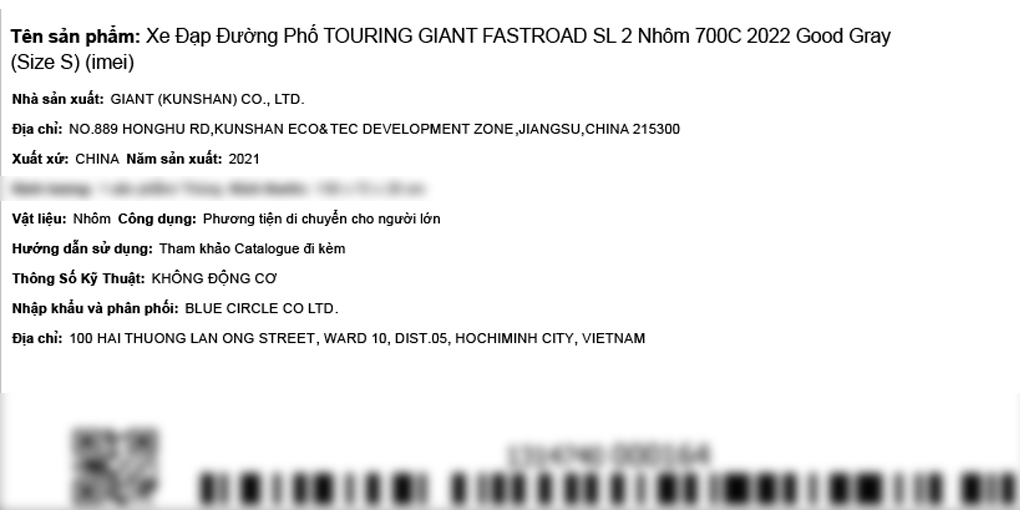 Tên sản phẩm: Xe Đạp Đường Phố TOURING GIANT FASTROAD SL 2 Nhôm 700C 2022 Good Gray
(Size S) (imei)
Nhà sản xuất: GIANT (KUNSHAN) CO., LTD.
Địa chỉ: NO.889 HONGHU RD,KUNSHAN ECO&TEC DEVELOPMENT ZONE,JIANGSU,CHINA 215300
Xuất xứ: CHINA Năm sản xuất: 2021
Vật liệu: Nhôm Công dụng: Phương tiện di chuyển cho người lớn
Hướng dẫn sử dụng: Tham khảo Catalogue đi kèm
Thông Số Kỹ Thuật: KHÔNG ĐỘNG CƠ
Nhập khẩu và phân phối: BLUE CIRCLE CO LTD.
Địa chỉ: 100 HAI THUONG LAN ONG STREET, WARD 10, DIST.05, HOCHIMINH CITY, VIETNAM